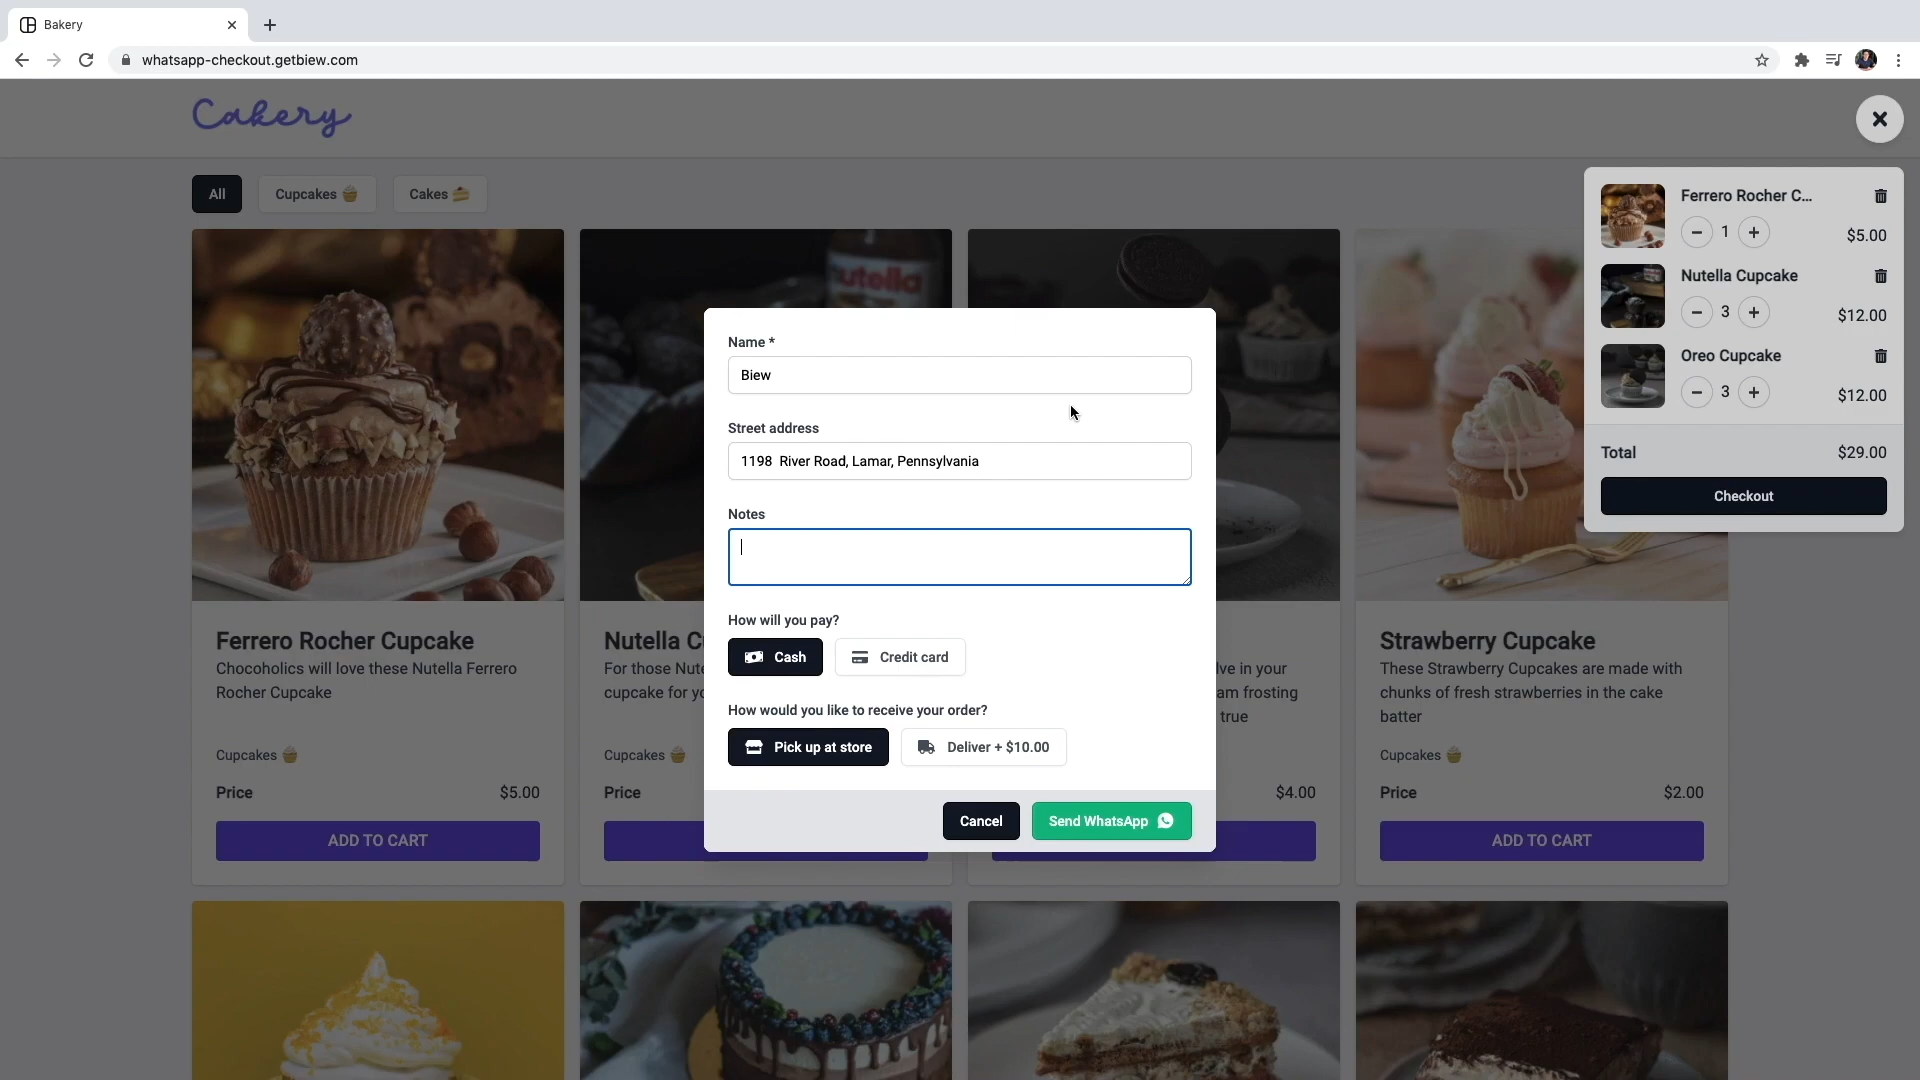 Bakery
whatsapp-checkout.getbiew.com
Cakery
All
Cupcakes 🧁
Cakes 🍰
Ferrero Rocher C...
1
$5.00
Nutella Cupcake
3
$12.00
Oreo Cupcake
3
$12.00
Total
$29.00
Checkout
utella
Name *
Biew
Street address
1198  River Road, Lamar, Pennsylvania
Notes
How will you pay?
Cash
Credit card
How would you like to receive your order?
Pick up at store
Deliver + $10.00
Cancel
Send WhatsApp
Ferrero Rocher Cupcake
Chocoholics will love these Nutella Ferrero
Rocher Cupcake
Cupcakes 🧁
Price
$5.00
ADD TO CART
Nutella
For those
cupcake for
Cupcakes 🧁
Price
in your
frosting
true
$4.00
Strawberry Cupcake
These Strawberry Cupcakes are made with
chunks of fresh strawberries in the cake
batter
Cupcakes 🧁
Price
$2.00
ADD TO CART